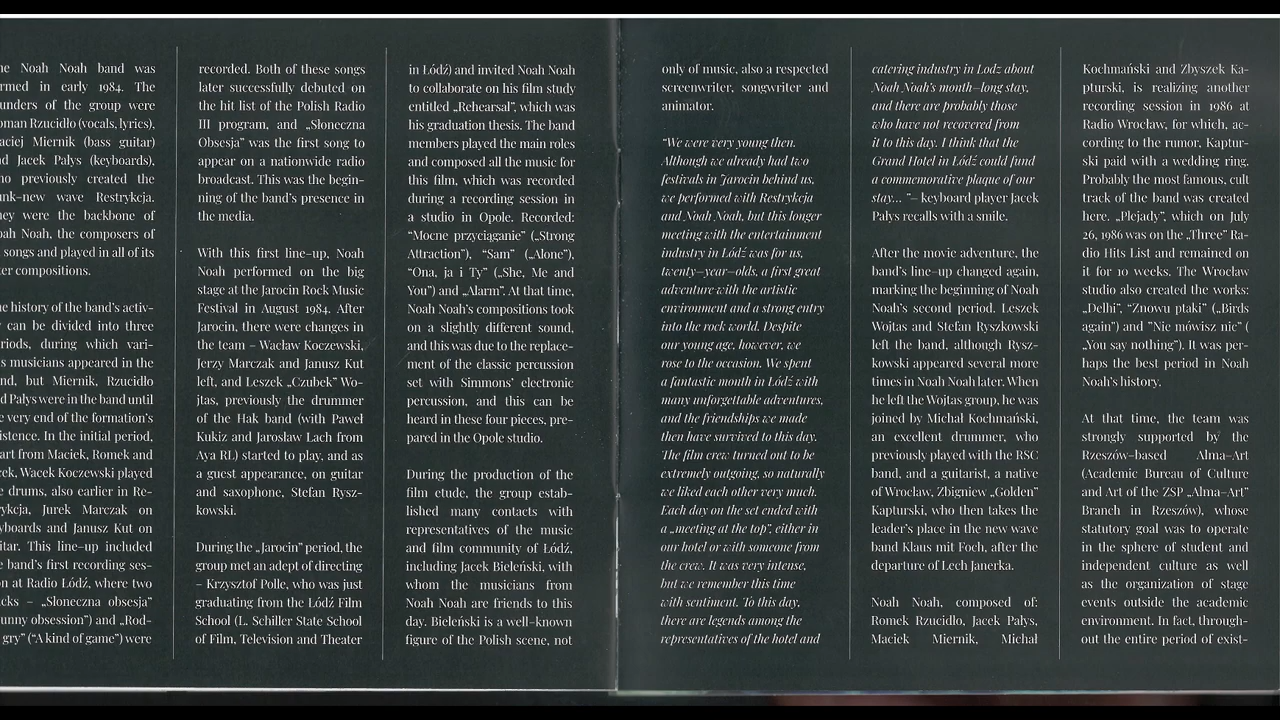 Noah Noah band was
in early 1984. The
of the group were
Rzucidło (vocals, lyrics),
Miernik (bass guitar)
Jacek Pałys (keyboards),
previously created the
wave Restrykcja.
were the backbone of
Noah, the composers of
songs and played in all of its
compositions.
history of the band's activ-
can be divided into three
during which vari-
musicians appeared in the
but Miernik, Rzucidło
Pałys were in the band until
very end of the formation's
In the initial period,
from Maciek, Romek and
Wacek Koczewski played
drums, also earlier in Re-
Jurek Marczak on
and Janusz Kut on
This line-up included
band's first recording ses-
at Radio Łódź, where two
– „Słoneczna obsesja"
obsession") and „Rod-
gry" ("A kind of game") were
recorded. Both of these songs
later successfully debuted on
the hit list of the Polish Radio
III program, and „Słoneczna
Obsesja" was the first song to
appear on a nationwide radio
broadcast. This was the begin-
ning of the band's presence in
the media.
With this first line-up, Noah
Noah performed on the big
stage at the Jarocin Rock Music
Festival in August 1984. After
Jarocin, there were changes in
the team – Wacław Koczewski,
Jerzy Marczak and Janusz Kut
left, and Leszek „Czubek" Wo-
jtas, previously the drummer
of the Hak band (with Paweł
Kukiz and Jarosław Lach from
Aya RL) started to play, and as
a guest appearance, on guitar
and saxophone, Stefan Rysz-
kowski.
During the „Jarocin" period, the
group met an adept of directing
– Krzysztof Polle, who was just
graduating from the Łódź Film
School (L. Schiller State School
of Film, Television and Theater
in Łódź) and invited Noah Noah
to collaborate on his film study
entitled „Rehearsal", which was
his graduation thesis. The band
members played the main roles
and composed all the music for
this film, which was recorded
during a recording session in
a studio in Opole. Recorded:
"Mocne przyciąganie" („Strong
Attraction"), "Sam" („Alone"),
"Ona, ja i Ty" („She, Me and
You") and „Alarm". At that time,
Noah Noah's compositions took
on a slightly different sound,
and this was due to the replace-
ment of the classic percussion
set with Simmons' electronic
percussion, and this can be
heard in these four pieces, pre-
pared in the Opole studio.
During the production of the
film etude, the group estab-
lished many contacts with
representatives of the music
and film community of Łódź,
including Jacek Bieleński, with
whom the musicians from
Noah Noah are friends to this
day. Bieleński is a well-known
figure of the Polish scene, not
only of music, also a respected
screenwriter, songwriter and
animator.
"We were very young then.
Although we already had two
festivals in Jarocin behind us,
we performed with Restrykcja
and Noah Noah, but this longer
meeting with the entertainment
industry in Łódź was for us,
twenty-year-olds, a first great
adventure with the artistic
environment and a strong entry
into the rock world. Despite
our young age, however, we
rose to the occasion. We spent
a fantastic month in Łódź with
many unforgettable adventures,
and the friendships we made
then have survived to this day.
The film crew turned out to be
extremely outgoing, so naturally
we liked each other very much.
Each day on the set ended with
a „meeting at the top", either in
our hotel or with someone from
the crew. It was very intense,
but we remember this time
with sentiment. To this day,
there are legends among the
representatives of the hotel and
catering industry in Lodz about
Noah Noah's month-long stay,
and there are probably those
who have not recovered from
it to this day. I think that the
Grand Hotel in Łódź could fund
a commemorative plaque of our
stay... "– keyboard player Jacek
Pałys recalls with a smile.
After the movie adventure, the
band's line-up changed again,
marking the beginning of Noah
Noah's second period. Leszek
Wojtas and Stefan Ryszkowski
left the band, although Rysz-
kowski appeared several more
times in Noah Noah later. When
he left the Wojtas group, he was
joined by Michał Kochmański,
an excellent drummer, who
previously played with the RSC
band, and a guitarist, a native
of Wrocław, Zbigniew „Golden"
Kapturski, who then takes the
leader's place in the new wave
band Klaus mit Foch, after the
departure of Lech Janerka.
Noah Noah, composed of:
Romek Rzucidło, Jacek Pałys,
Maciek Miernik, Michał
Kochmański and Zbyszek Ka-
pturski, is realizing another
recording session in 1986 at
Radio Wrocław, for which, ac-
cording to the rumor, Kaptur-
ski paid with a wedding ring.
Probably the most famous, cult
track of the band was created
here, „Plejady", which on July
26, 1986 was on the „Three" Ra-
dio Hits List and remained on
it for 10 weeks. The Wrocław
studio also created the works:
„Delhi", "Znowu ptaki" („Birds
again") and "Nie mówisz nic" (
„You say nothing"). It was per-
haps the best period in Noah
Noah's history.
At that time, the team was
strongly supported by the
Rzeszów-based Alma-Art
(Academic Bureau of Culture
and Art of the ZSP „Alma-Art"
Branch in Rzeszów), whose
statutory goal was to operate
in the sphere of student and
independent culture as well
as the organization of stage
events outside the academic
environment. In fact, through-
out the entire period of exist-